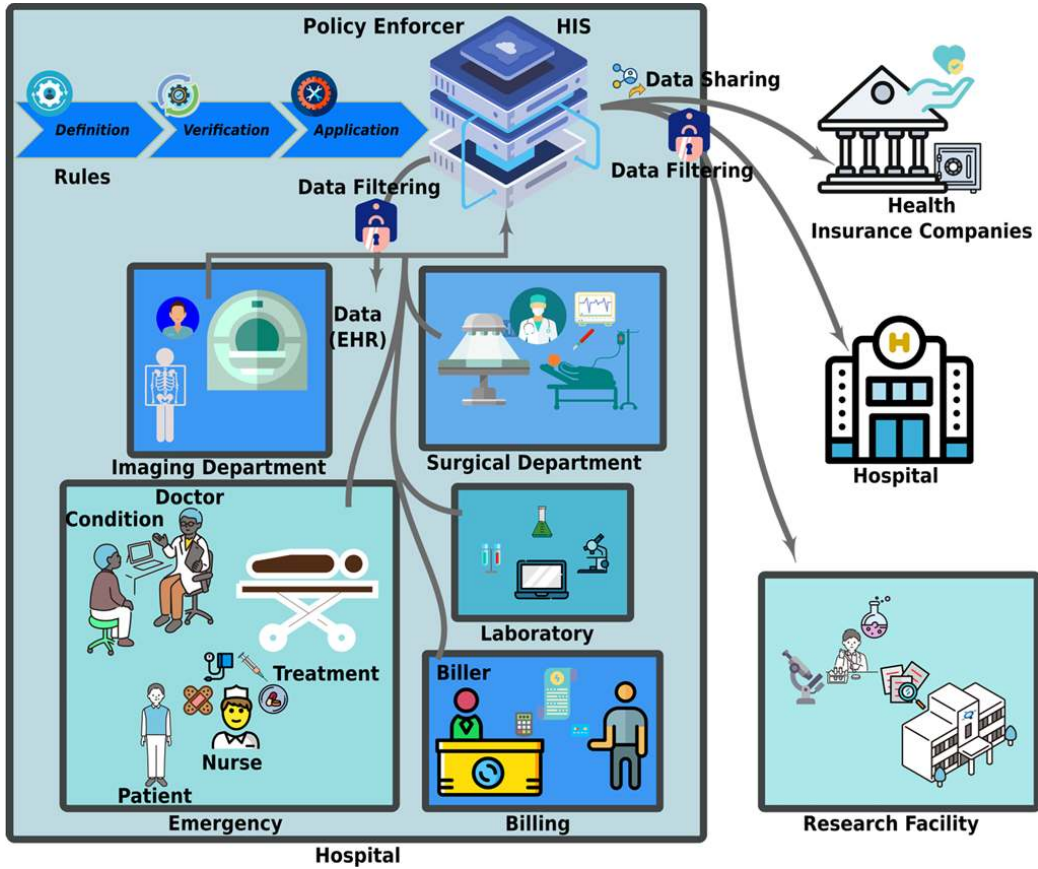 Policy Enforcer
HIS
Data Sharing
Definition
Verification
Application
Rules
Data Filtering
Data Filtering
Health
Insurance Companies
Data
(EHR)
H
Hospital
Imaging Department
Surgical Department
Doctor
Condition
Treatment
Nurse
Patient
Emergency
Laboratory
Biller
Billing
Research Facility
Hospital